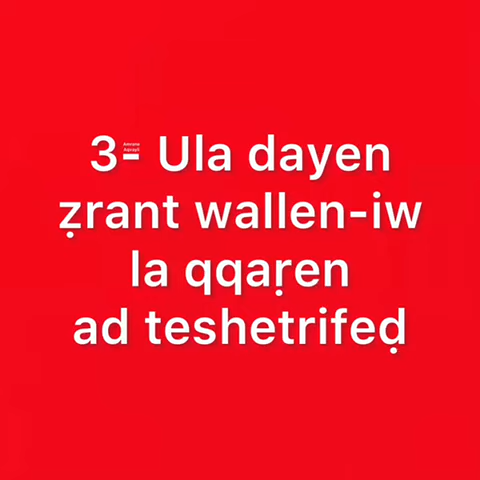 3- Ula dayen
ẓrant wallen-iw
la qqaṛen
ad teshetrifeḍ